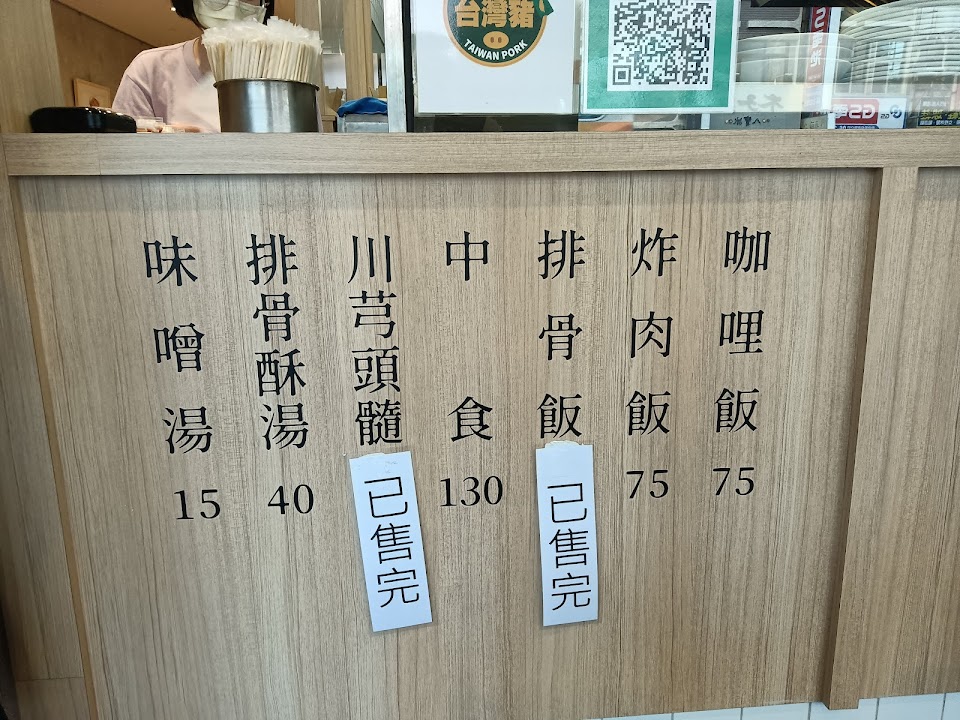 台灣豬
TAIWAN PORK
咖哩飯
75
炸肉飯
75
排骨飯
已售完
中食
130
川芎頭髓
已售完
排骨酥湯
40
味噌湯
15